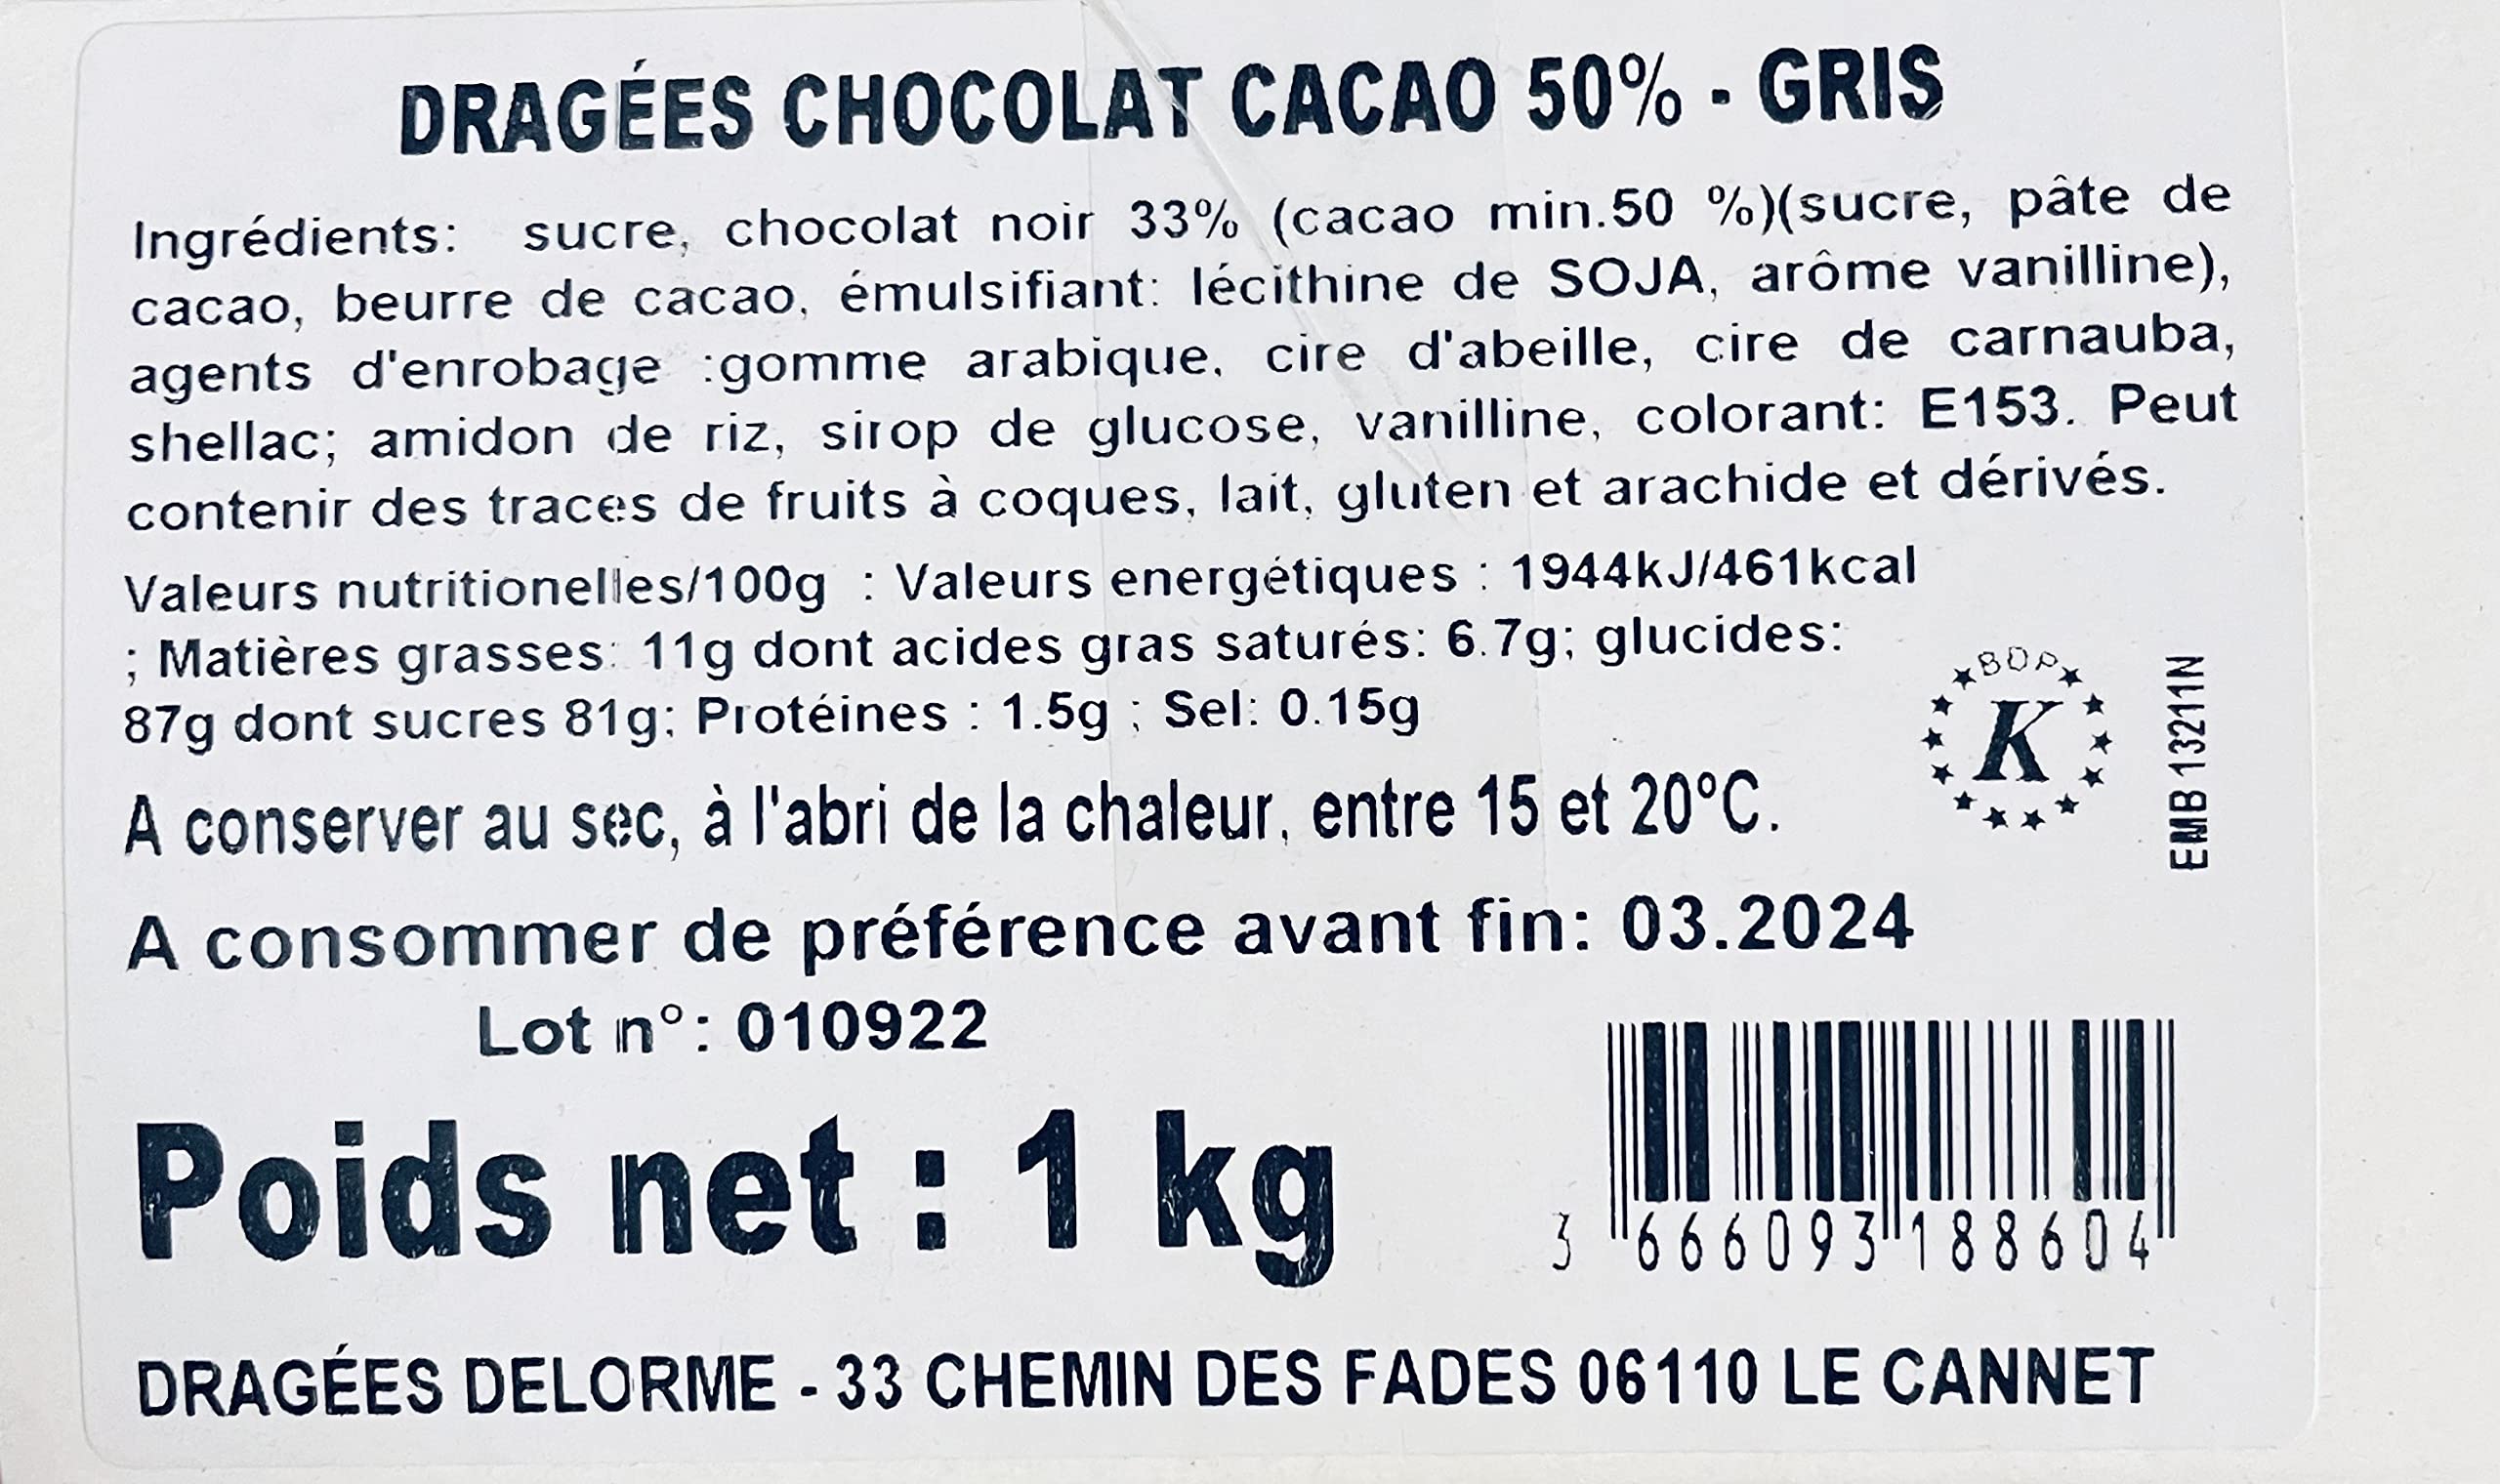 DRAGÉES CHOCOLAT CACAO 50% - GRIS
Ingrédients: sucre, chocolat noir 33% (cacao min.50 %)(sucre, pâte de
cacao, beurre de cacao, émulsifiant: lécithine de SOJA, arôme vanilline),
agents d'enrobage :gomme arabique, cire d'abeille, cire de carnauba,
shellac; amidon de riz, sirop de glucose, vanilline, colorant: E153. Peut
contenir des traces de fruits à coques, lait, gluten et arachide et dérivés.
Valeurs nutritionelles/100g : Valeurs energétiques : 1944kJ/461kcal
; Matières grasses: 11g dont acides gras saturés: 6.7g; glucides:
87g dont sucres 81g; Protéines : 1.5g ; Sel: 0.15g
BDP
K
EMB 13211N
A conserver au sec, à l'abri de la chaleur, entre 15 et 20°C.
A consommer de préférence avant fin: 03.2024
Lot n°: 010922
Poids net : 1 kg
3 666093 188604
DRAGÉES DELORME - 33 CHEMIN DES FADES 06110 LE CANNET